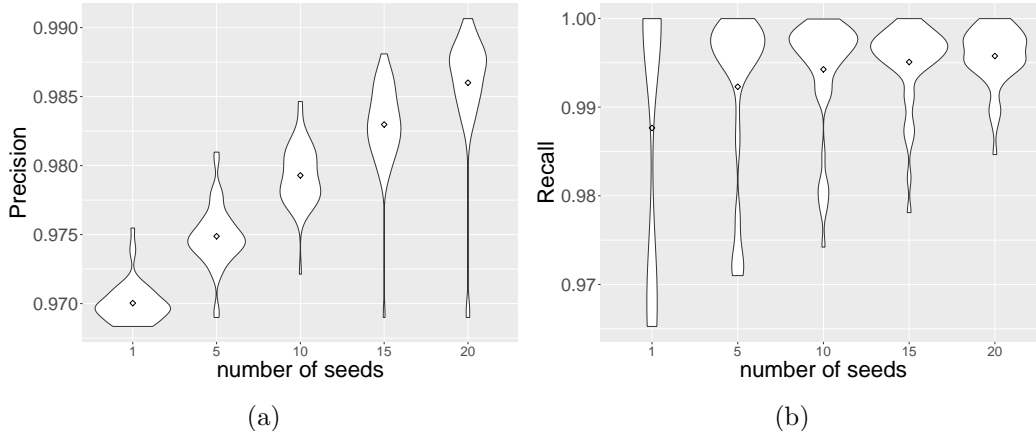 Precision
0.990
0.985
0.980
0.975
0.970
1 5 10 15 20
number of seeds
(a)
Recall
1.00
0.99
0.98
0.97
1 5 10 15 20
number of seeds
(b)